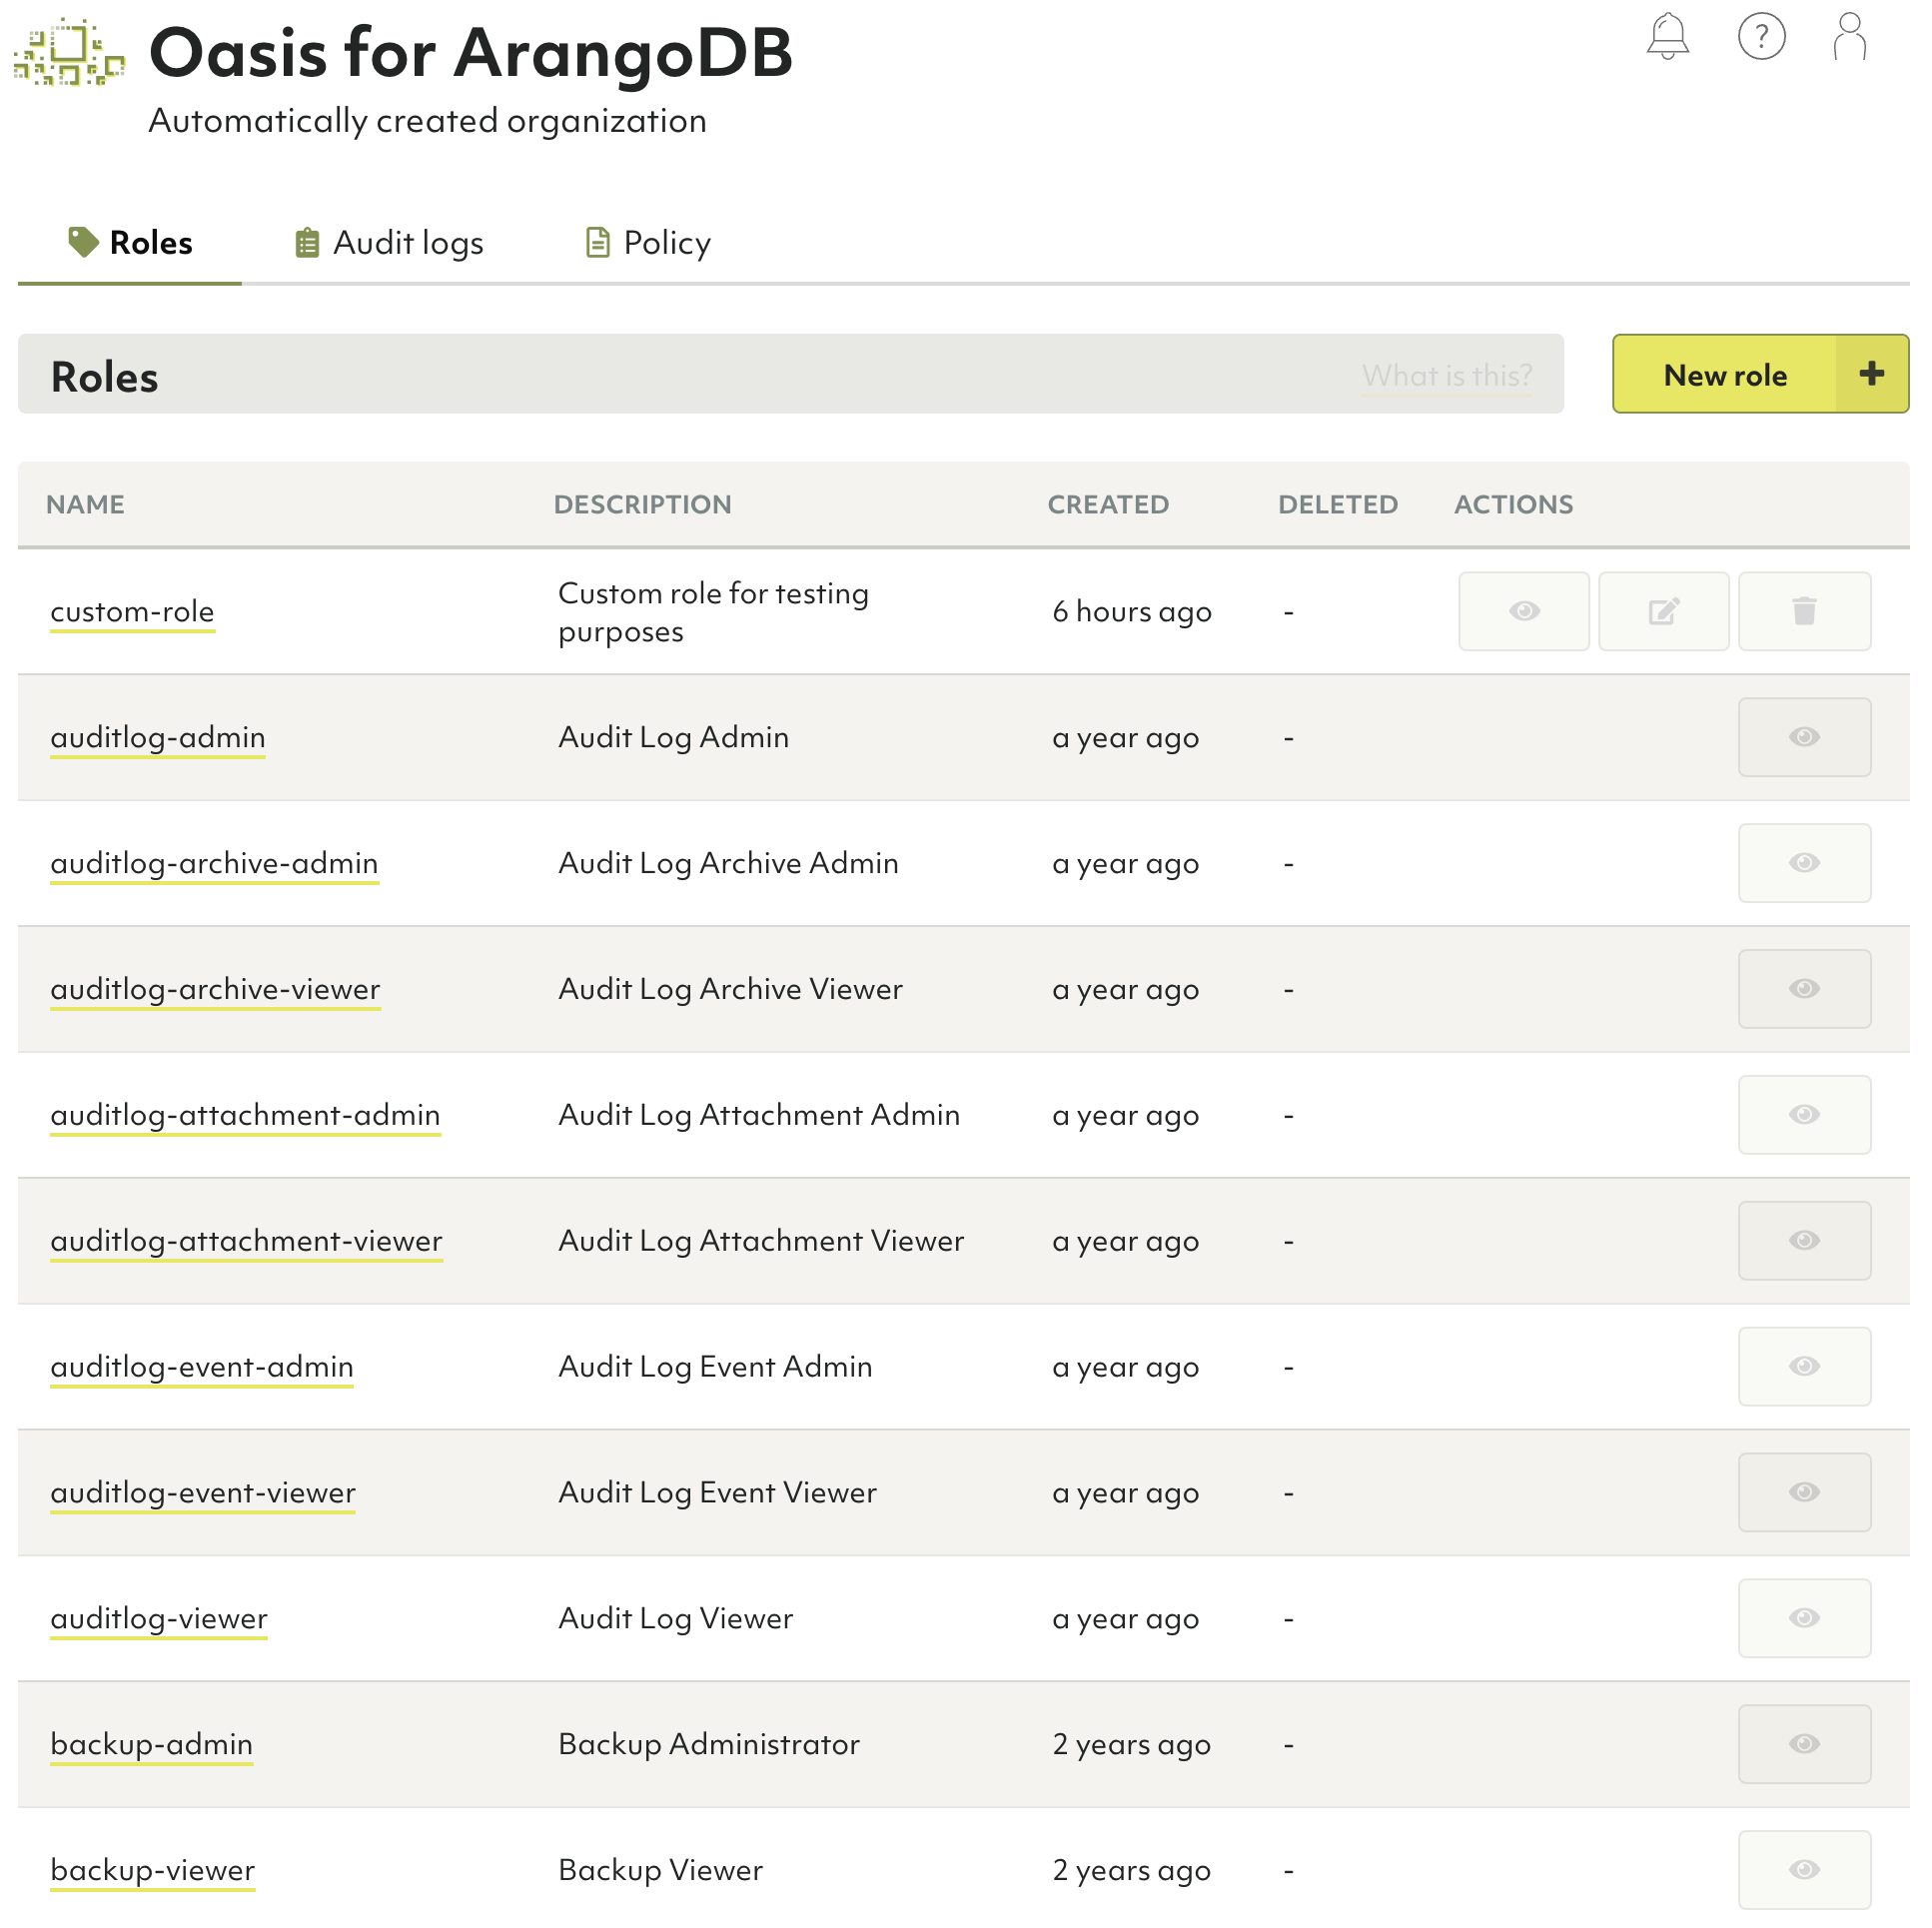 Oasis for ArangoDB
?
Automatically created organization
Roles
Audit logs
Policy
Roles
What is this?
New role
NAME DESCRIPTION CREATED DELETED ACTIONS
custom-role Custom role for testing purposes 6 hours ago -
auditlog-admin Audit Log Admin a year ago -
auditlog-archive-admin Audit Log Archive Admin a year ago -
auditlog-archive-viewer Audit Log Archive Viewer a year ago -
auditlog-attachment-admin Audit Log Attachment Admin a year ago -
auditlog-attachment-viewer Audit Log Attachment Viewer a year ago -
auditlog-event-admin Audit Log Event Admin a year ago -
auditlog-event-viewer Audit Log Event Viewer a year ago -
auditlog-viewer Audit Log Viewer a year ago -
backup-admin Backup Administrator 2 years ago -
backup-viewer Backup Viewer 2 years ago -